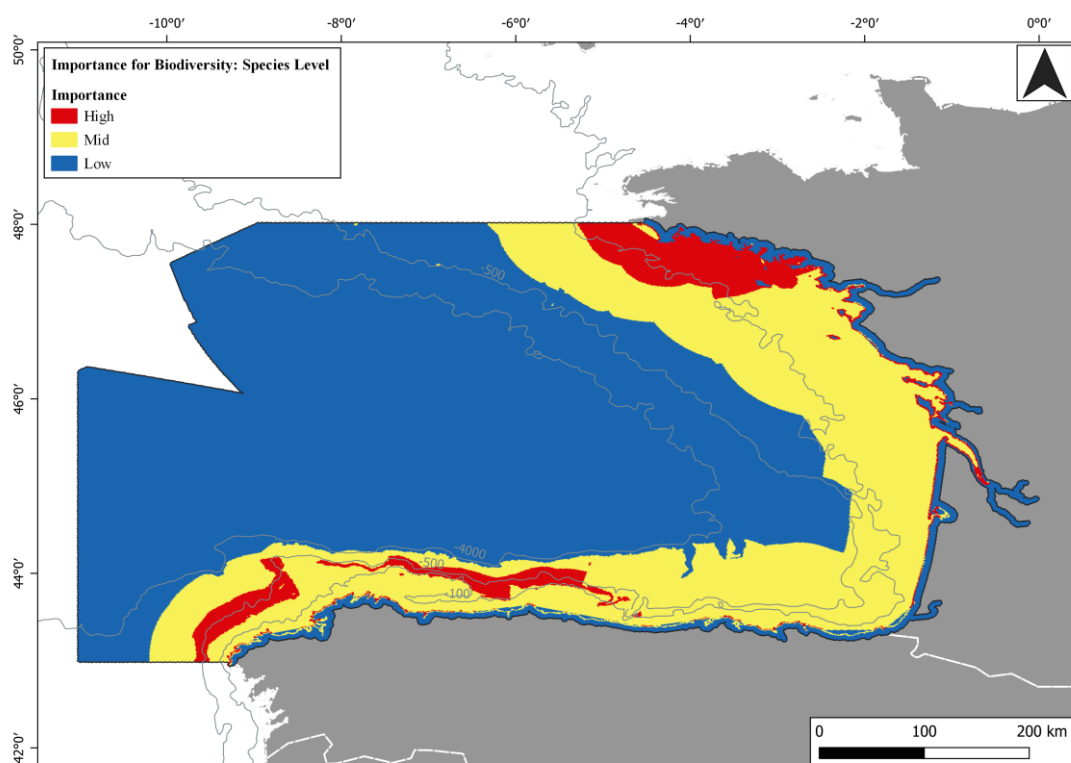 -10°0′ -8°0′ -6°0′ -4°0′ -2°0′ 0°0′
50°0′
Importance for Biodiversity: Species Level
Importance
High
Mid
Low
48°0′
-500
46°0′
44°0′
-4000
-500
-100
42°0′
0 100 200 km